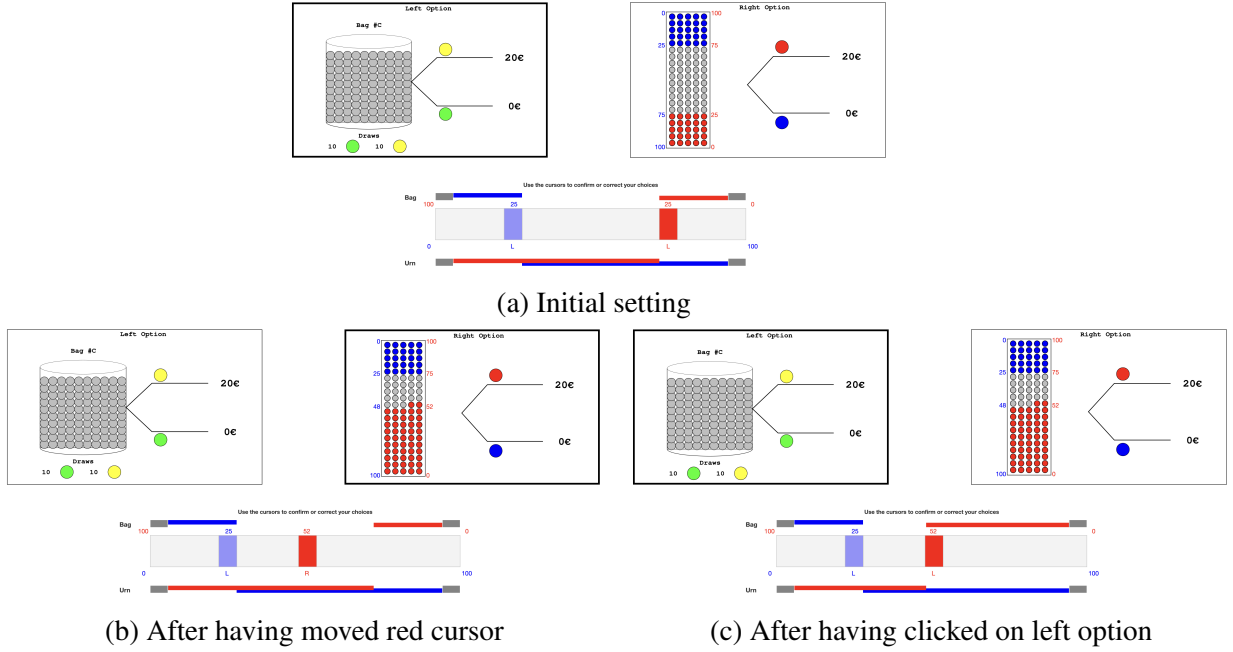 Left Option
Bag #C
20€
0€
Draws
10 10
Right Option
0 100
25 75
75 25
100 0
20€
0€
Use the cursors to confirm or correct your choices
Bag
100 25 25 0
0 L L 100
Urn
(a) Initial setting
Left Option
Bag #C
20€
0€
Draws
10 10
Right Option
0 100
25 75
48 52
100 0
20€
0€
Use the cursors to confirm or correct your choices
Bag
100 25 52 0
0 L R 100
Urn
(b) After having moved red cursor
Left Option
Bag #C
20€
0€
Draws
10 10
Right Option
0 100
25 75
48 52
100 0
20€
0€
Use the cursors to confirm or correct your choices
Bag
100 25 52 0
0 L L 100
Urn
(c) After having clicked on left option